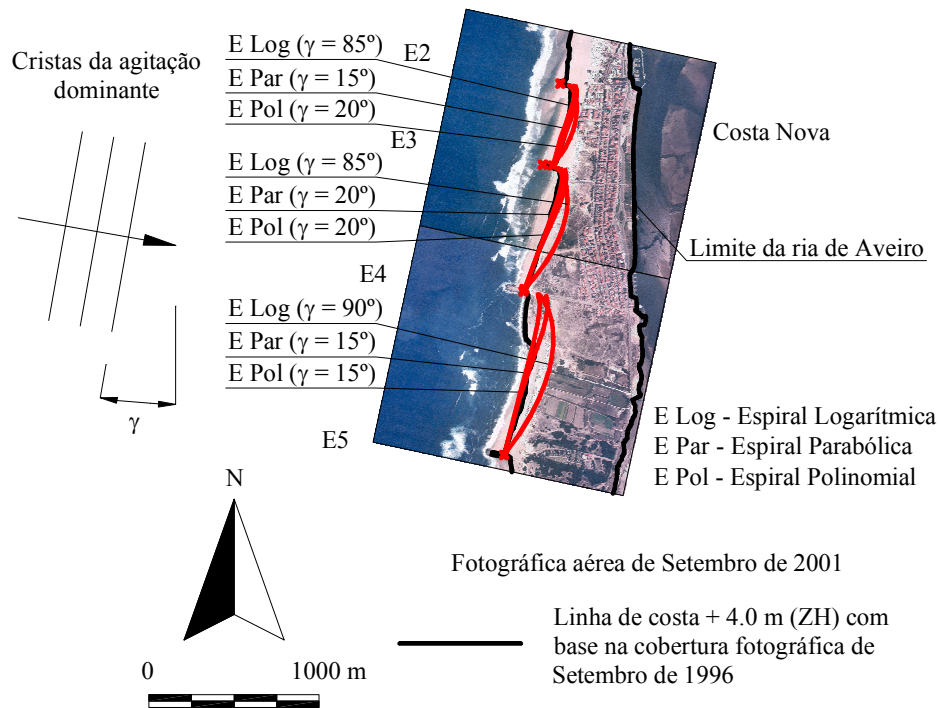 Cristas da agitação
dominante
E Log (γ = 85º)
E2
E Par (γ = 15º)
E Pol (γ = 20°)
E3
E Log (γ = 85º)
E Par (γ = 20º)
E Pol (γ = 20°)
E4
E Log (γ = 90º)
E Par (γ = 15º)
E Pol (γ = 15º)
E5
Costa Nova
Limite da ria de Aveiro
γ
E Log - Espiral Logarítmica
E Par - Espiral Parabólica
E Pol - Espiral Polinomial
N
Fotográfica aérea de Setembro de 2001
Linha de costa + 4.0 m (ZH) com
base na cobertura fotográfica de
Setembro de 1996
0 1000 m